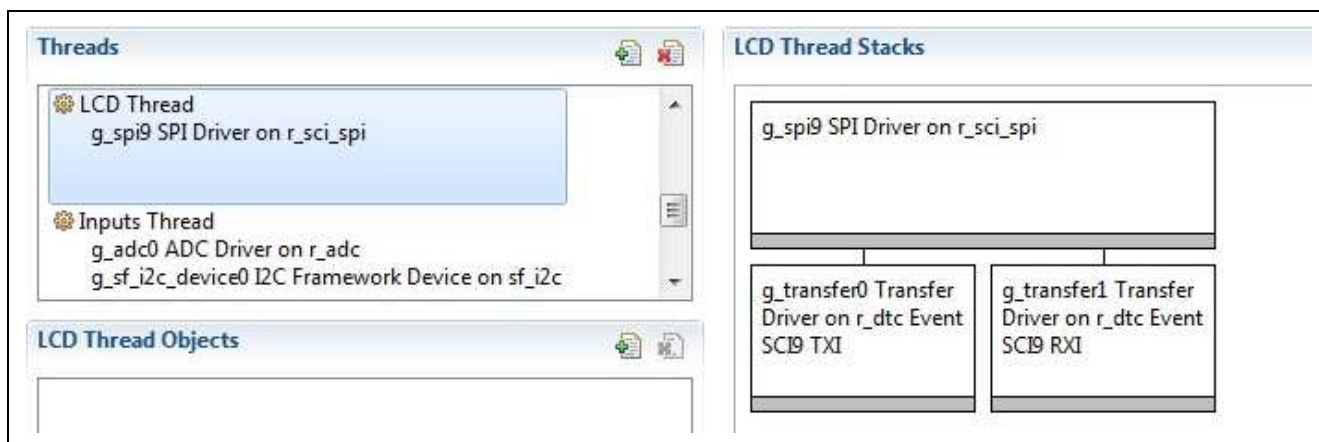 Threads
LCD Thread
g_spi9 SPI Driver on r_sci_spi
Inputs Thread
g_adc0 ADC Driver on r_adc
g_sf_i2c_device0 I2C Framework Device on sf_i2c
LCD Thread Objects
LCD Thread Stacks
g_spi9 SPI Driver on r_sci_spi
g_transfer0 Transfer
Driver on r_dtc Event
SCI9 TXI
g_transfer1 Transfer
Driver on r_dtc Event
SCI9 RXI